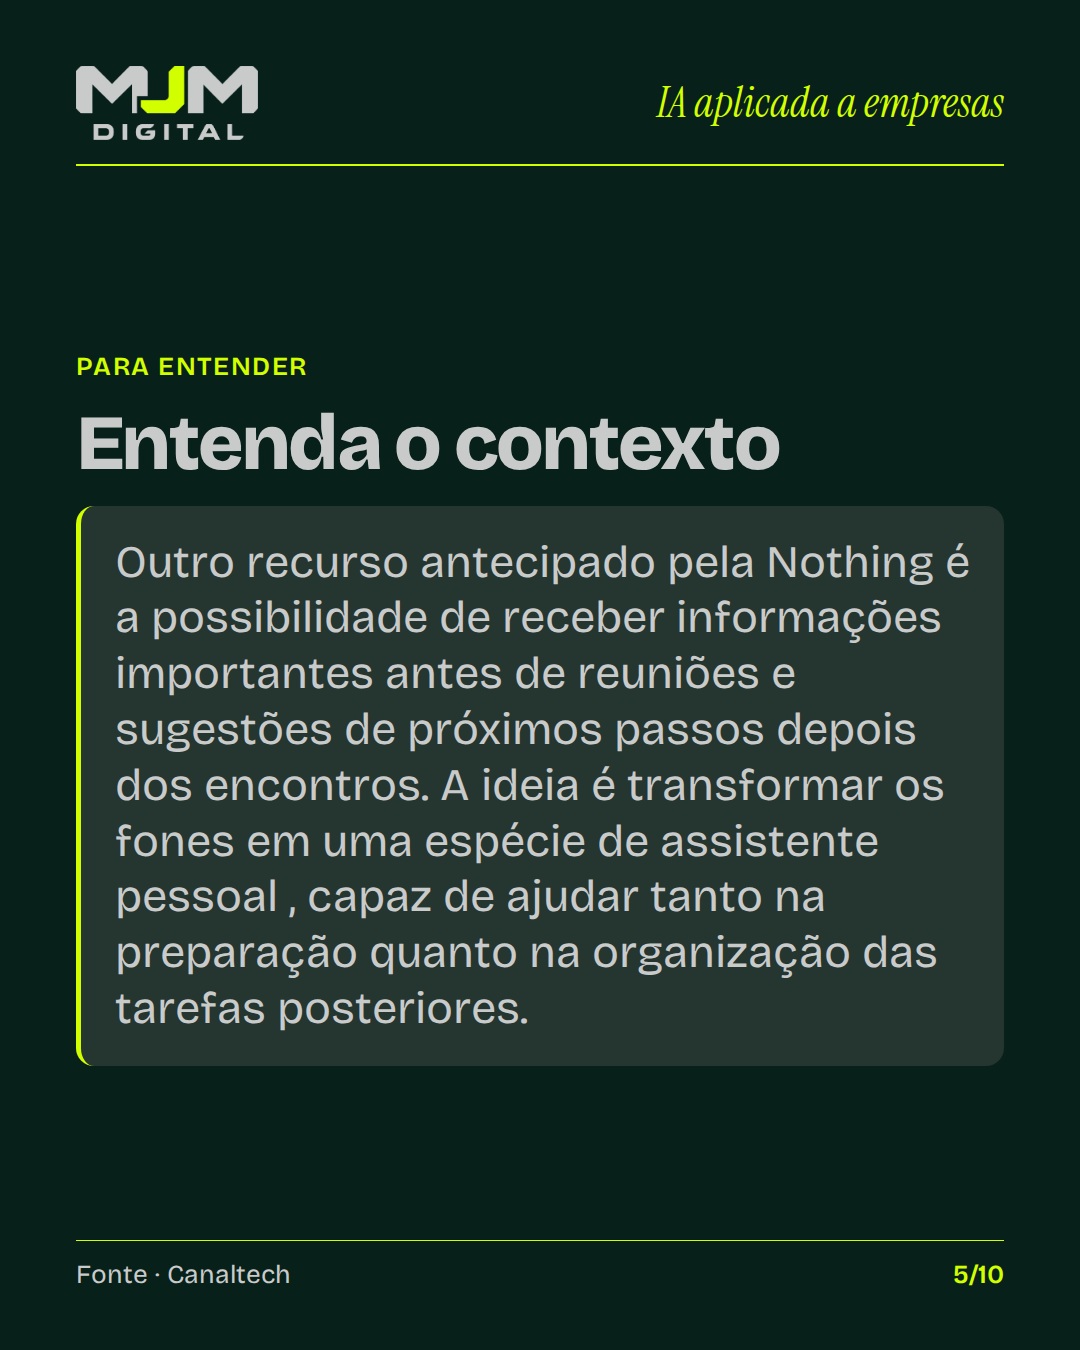 MJM
DIGITAL
IA aplicada a empresas
PARA ENTENDER
Entenda o contexto
Outro recurso antecipado pela Nothing é
a possibilidade de receber informações
importantes antes de reuniões e
sugestões de próximos passos depois
dos encontros. A ideia é transformar os
fones em uma espécie de assistente
pessoal , capaz de ajudar tanto na
preparação quanto na organização das
tarefas posteriores.
Fonte · Canaltech
5/10